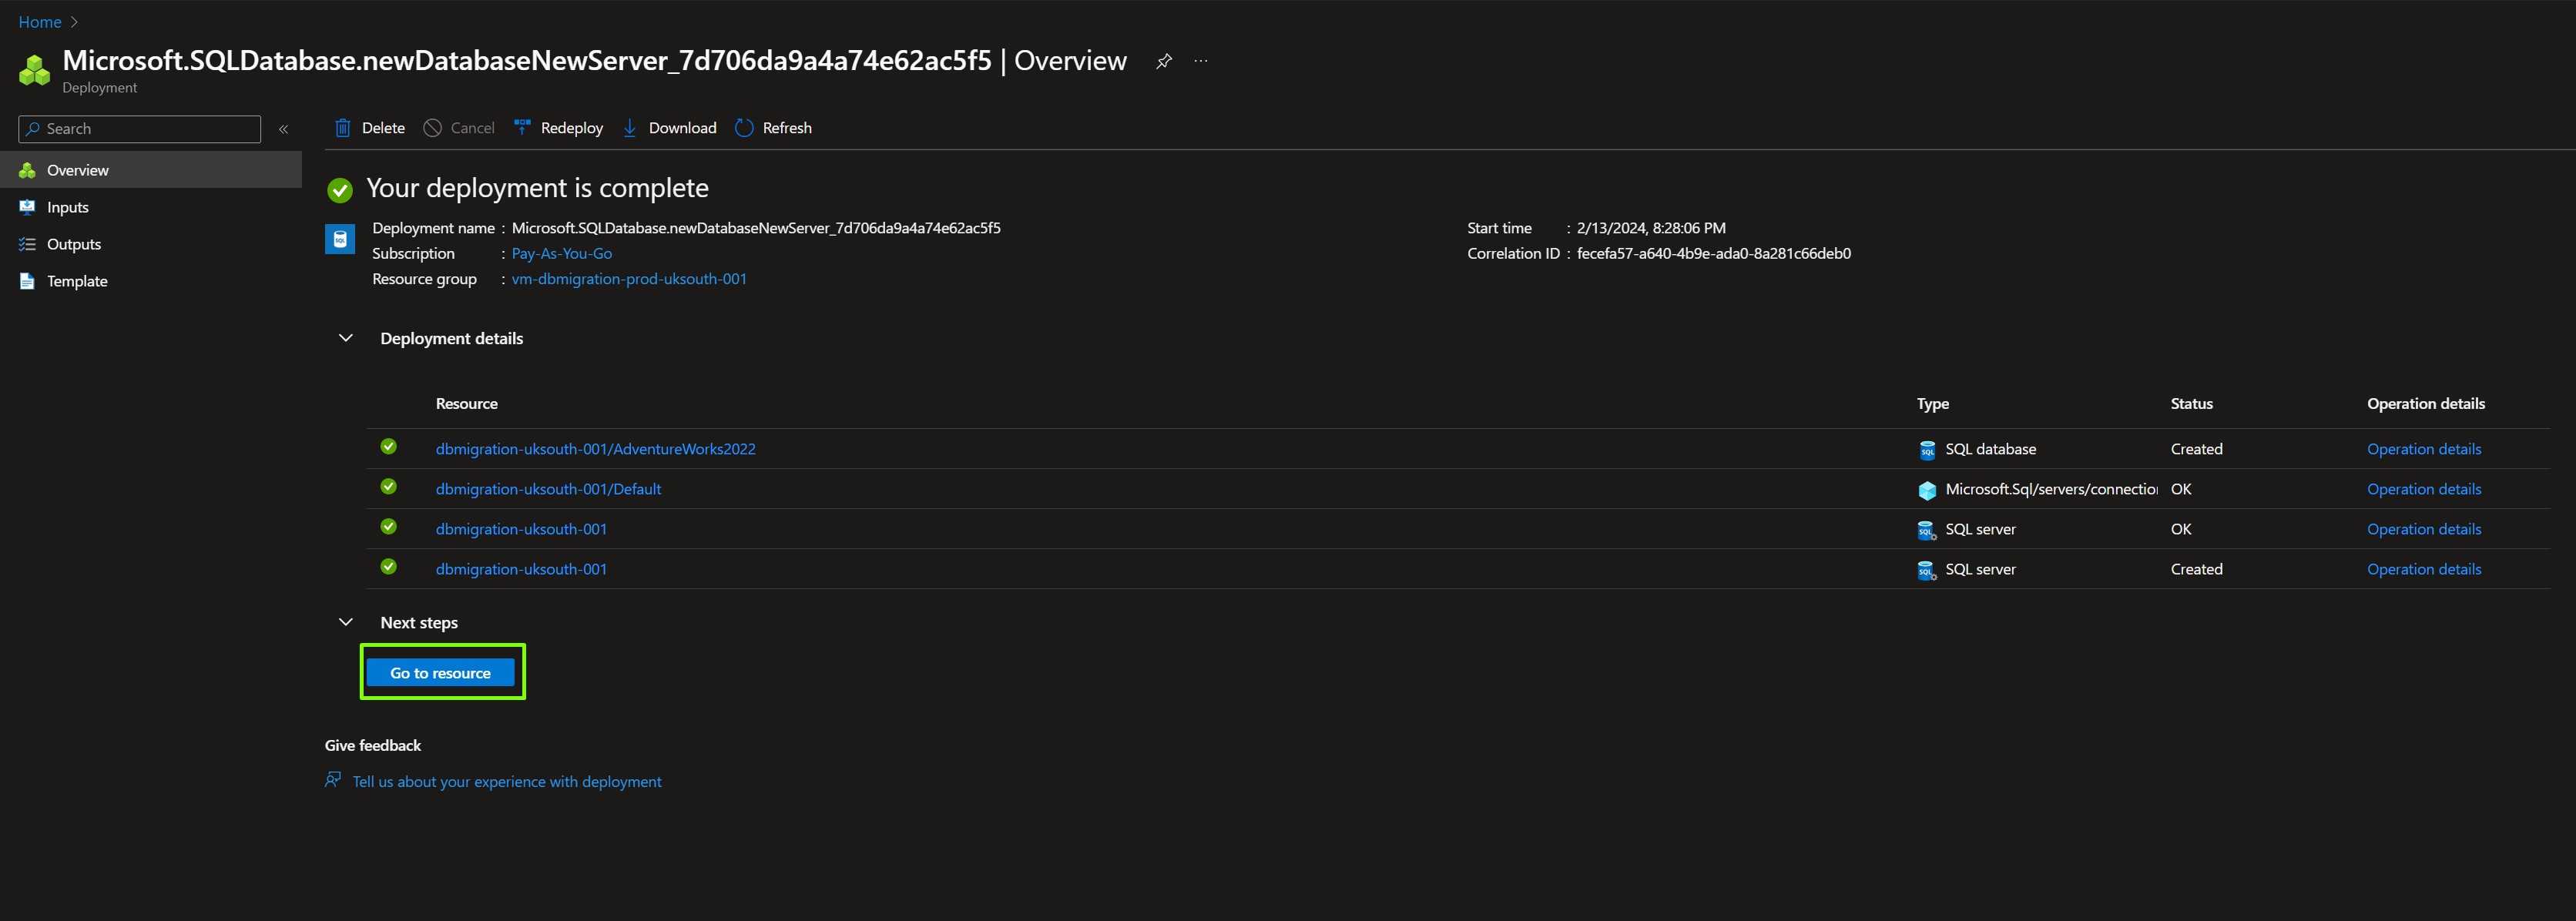 Home >
Microsoft.SQLDatabase.newDatabaseNewServer_7d706da9a4a74e62ac5f5 | Overview ...
Deployment
Search «
Delete Cancel Redeploy Download Refresh
Overview
Inputs
Outputs
Template
Your deployment is complete
Deployment name : Microsoft.SQLDatabase.newDatabaseNewServer_7d706da9a4a74e62ac5f5
Subscription : Pay-As-You-Go
Resource group : vm-dbmigration-prod-uksouth-001
Start time : 2/13/2024, 8:28:06 PM
Correlation ID : fecefa57-a640-4b9e-ada0-8a281c66deb0
Deployment details
Resource Type Status Operation details
dbmigration-uksouth-001/AdventureWorks2022 SQL database Created Operation details
dbmigration-uksouth-001/Default Microsoft.Sql/servers/connection OK Operation details
dbmigration-uksouth-001 SQL server OK Operation details
dbmigration-uksouth-001 SQL server Created Operation details
Next steps
Go to resource
Give feedback
Tell us about your experience with deployment